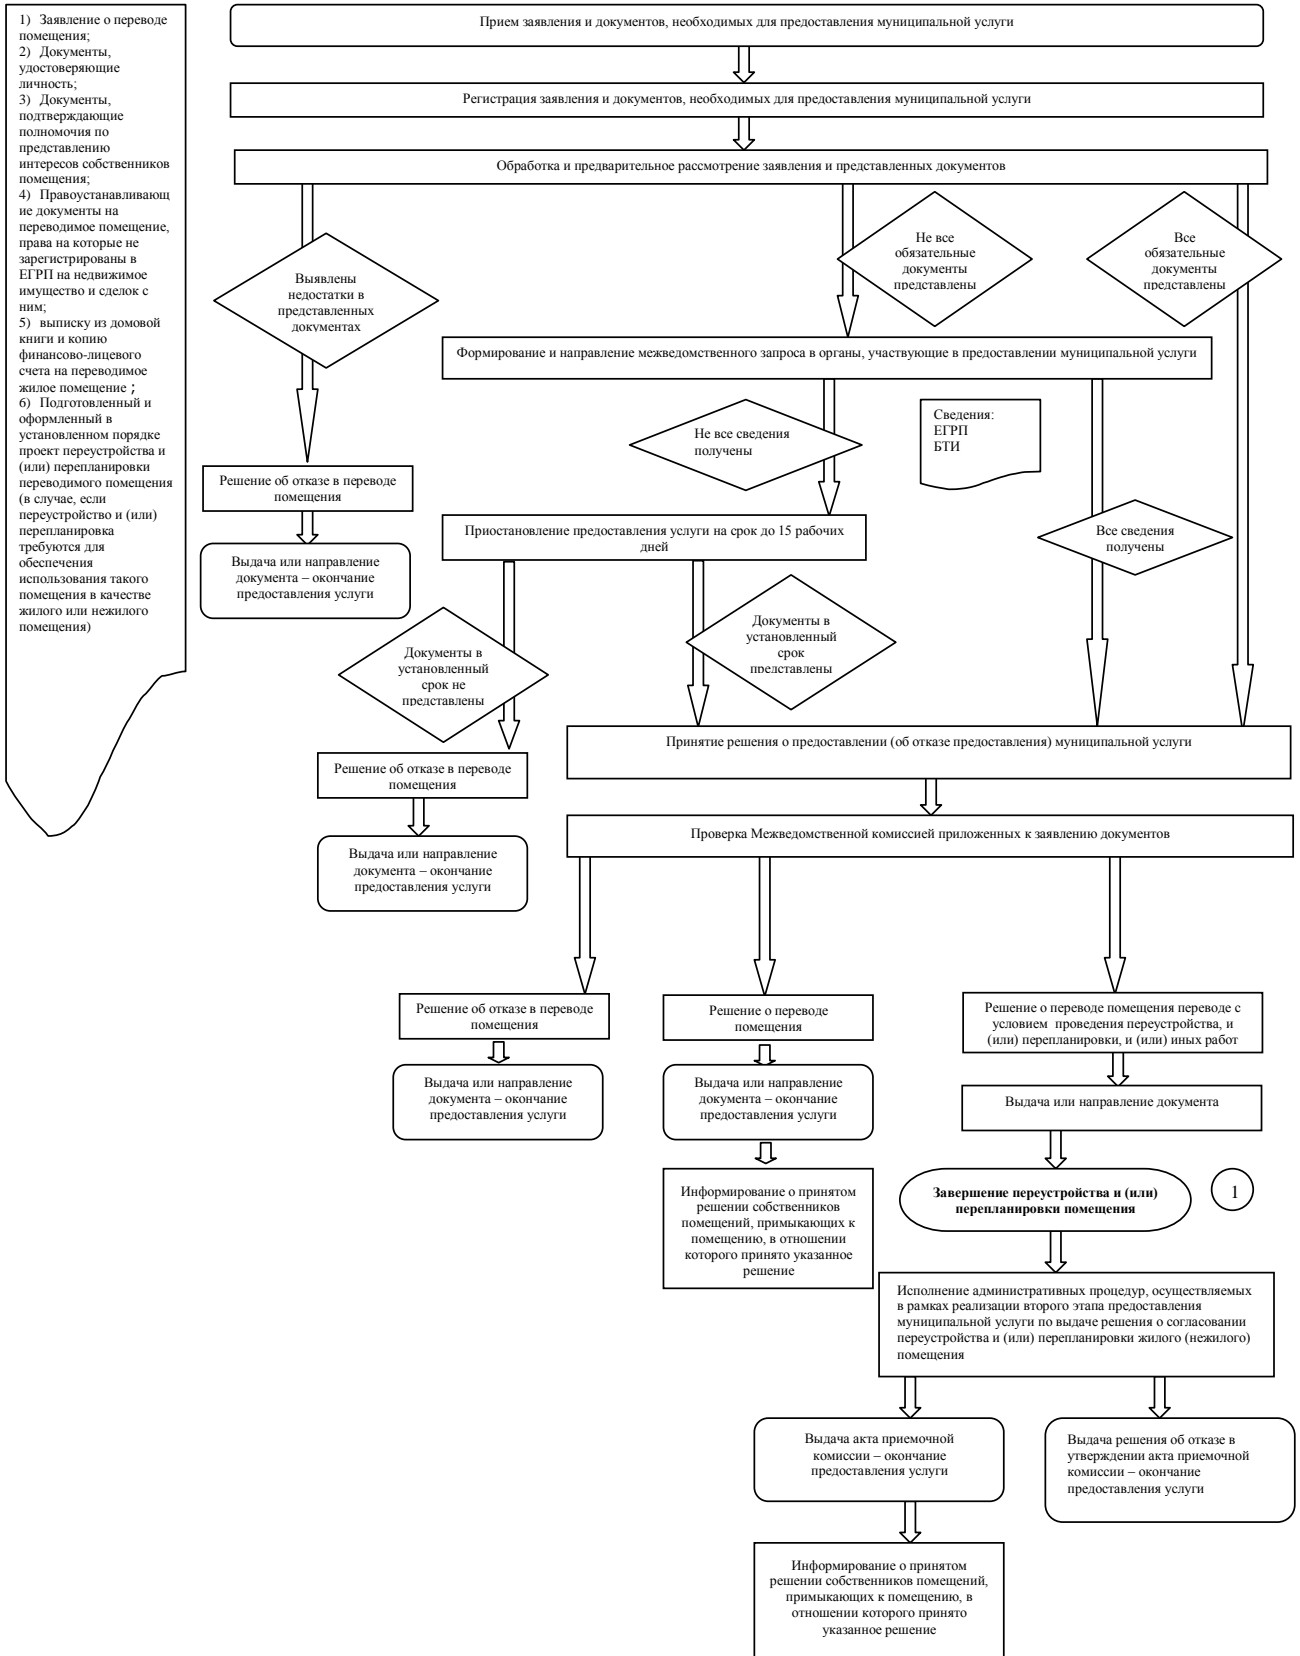 1) Заявление о переводе
помещения;
2) Документы,
удостоверяющие
личность;
3) Документы,
подтверждающие
полномочия по
представлению
интересов собственников
помещения;
4) Правоустанавливающ
ие документы на
переводимое помещение,
права на которые не
зарегистрированы в
ЕГРП на недвижимое
имущество и сделок с
ним;
5) выписку из домовой
книги и копию
финансово-лицевого
счета на переводимое
жилое помещение ;
6) Подготовленный и
оформленный в
установленном порядке
проект переустройства и
(или) перепланировки
переводимого помещения
(в случае, если
переустройство и (или)
перепланировка
требуются для
обеспечения
использования такого
помещения в качестве
жилого или нежилого
помещения)
Прием заявления и документов, необходимых для предоставления муниципальной услуги
Регистрация заявления и документов, необходимых для предоставления муниципальной услуги
Обработка и предварительное рассмотрение заявления и представленных документов
Выявлены
недостатки в
представленных
документах
Не все
обязательные
документы
представлены
Все
обязательные
документы
представлены
Формирование и направление межведомственного запроса в органы, участвующие в предоставлении муниципальной услуги
Не все сведения
получены
Сведения:
ЕГРП
БТИ
Решение об отказе в переводе
помещения
Приостановление предоставления услуги на срок до 15 рабочих
дней
Все сведения
получены
Выдача или направление
документа – окончание
предоставления услуги
Документы в
установленный
срок не
представлены
Документы в
установленный
срок
представлены
Принятие решения о предоставлении (об отказе предоставления) муниципальной услуги
Решение об отказе в переводе
помещения
Проверка Межведомственной комиссией приложенных к заявлению документов
Выдача или направление
документа – окончание
предоставления услуги
Решение об отказе в переводе
помещения
Решение о переводе
помещения
Решение о переводе помещения переводе с
условием проведения переустройства, и
(или) перепланировки, и (или) иных работ
Выдача или направление
документа – окончание
предоставления услуги
Выдача или направление
документа – окончание
предоставления услуги
Выдача или направление документа
Информирование о принятом
решении собственников
помещений, примыкающих к
помещению, в отношении
которого принято указанное
решение
Завершение переустройства и (или)
перепланировки помещения
1
Исполнение административных процедур, осуществляемых
в рамках реализации второго этапа предоставления
муниципальной услуги по выдаче решения о согласовании
переустройства и (или) перепланировки жилого (нежилого)
помещения
Выдача акта приемочной
комиссии – окончание
предоставления услуги
Выдача решения об отказе в
утверждении акта приемочной
комиссии – окончание
предоставления услуги
Информирование о принятом
решении собственников помещений,
примыкающих к помещению, в
отношении которого принято
указанное решение